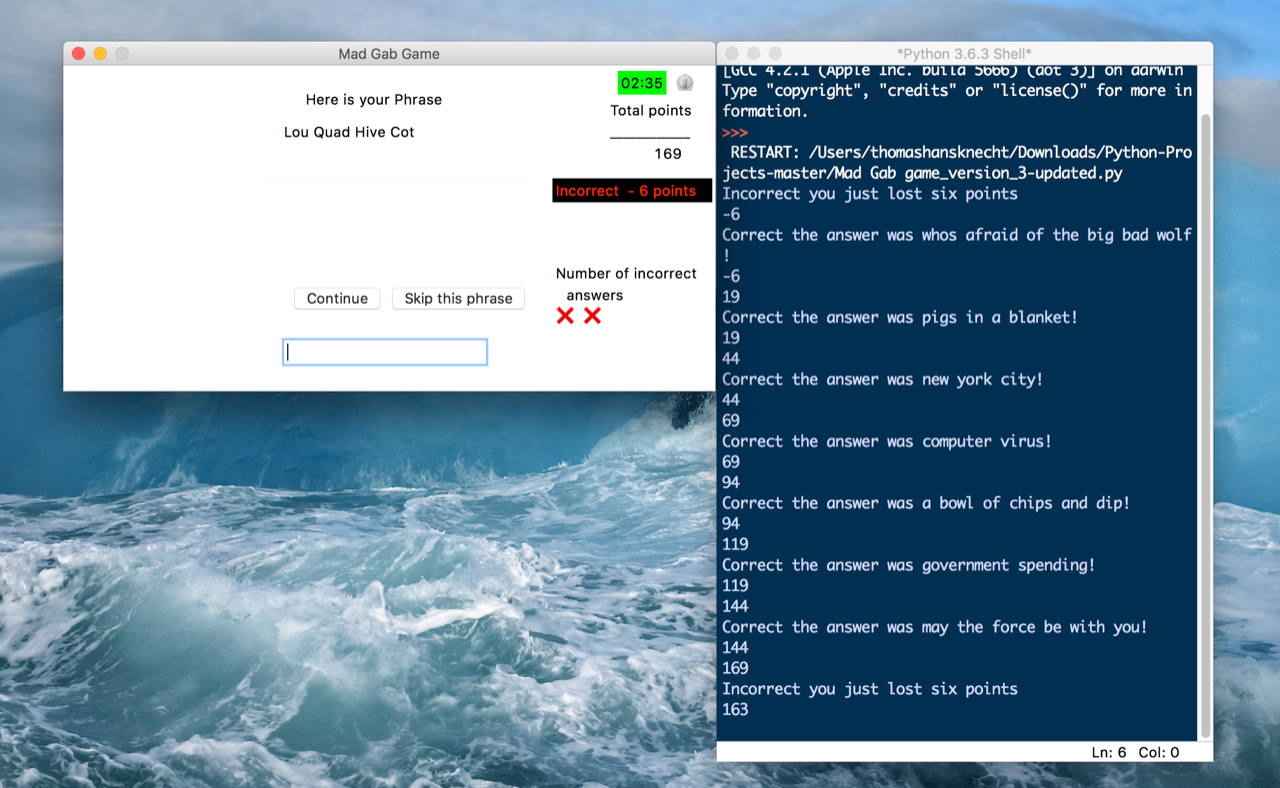 Mad Gab Game
Here is your Phrase
Lou Quad Hive Cot
02:35
Total points
169
Incorrect - 6 points
Number of incorrect
answers
Continue
Skip this phrase
*Python 3.6.3 Shell*
[GCC 4.2.1 (Apple Inc. build 5666) (dot 3)] on darwin
Type "copyright", "credits" or "license()" for more in
formation.
>>>
RESTART: /Users/thomashansknecht/Downloads/Python-Pro
jects-master/Mad Gab game_version_3-updated.py
Incorrect you just lost six points
-6
Correct the answer was whos afraid of the big bad wolf
!
-6
19
Correct the answer was pigs in a blanket!
19
44
Correct the answer was new york city!
44
69
Correct the answer was computer virus!
69
94
Correct the answer was a bowl of chips and dip!
94
119
Correct the answer was government spending!
119
144
Correct the answer was may the force be with you!
144
169
Incorrect you just lost six points
163
Ln: 6 Col: 0